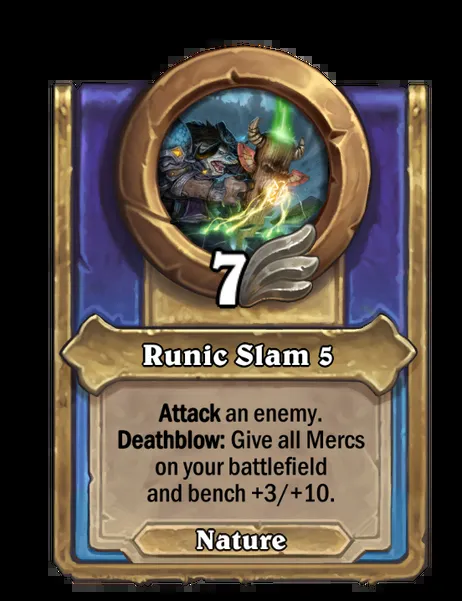 7
Runic Slam 5
Attack an enemy.
Deathblow: Give all Mercs
on your battlefield
and bench +3/+10.
Nature